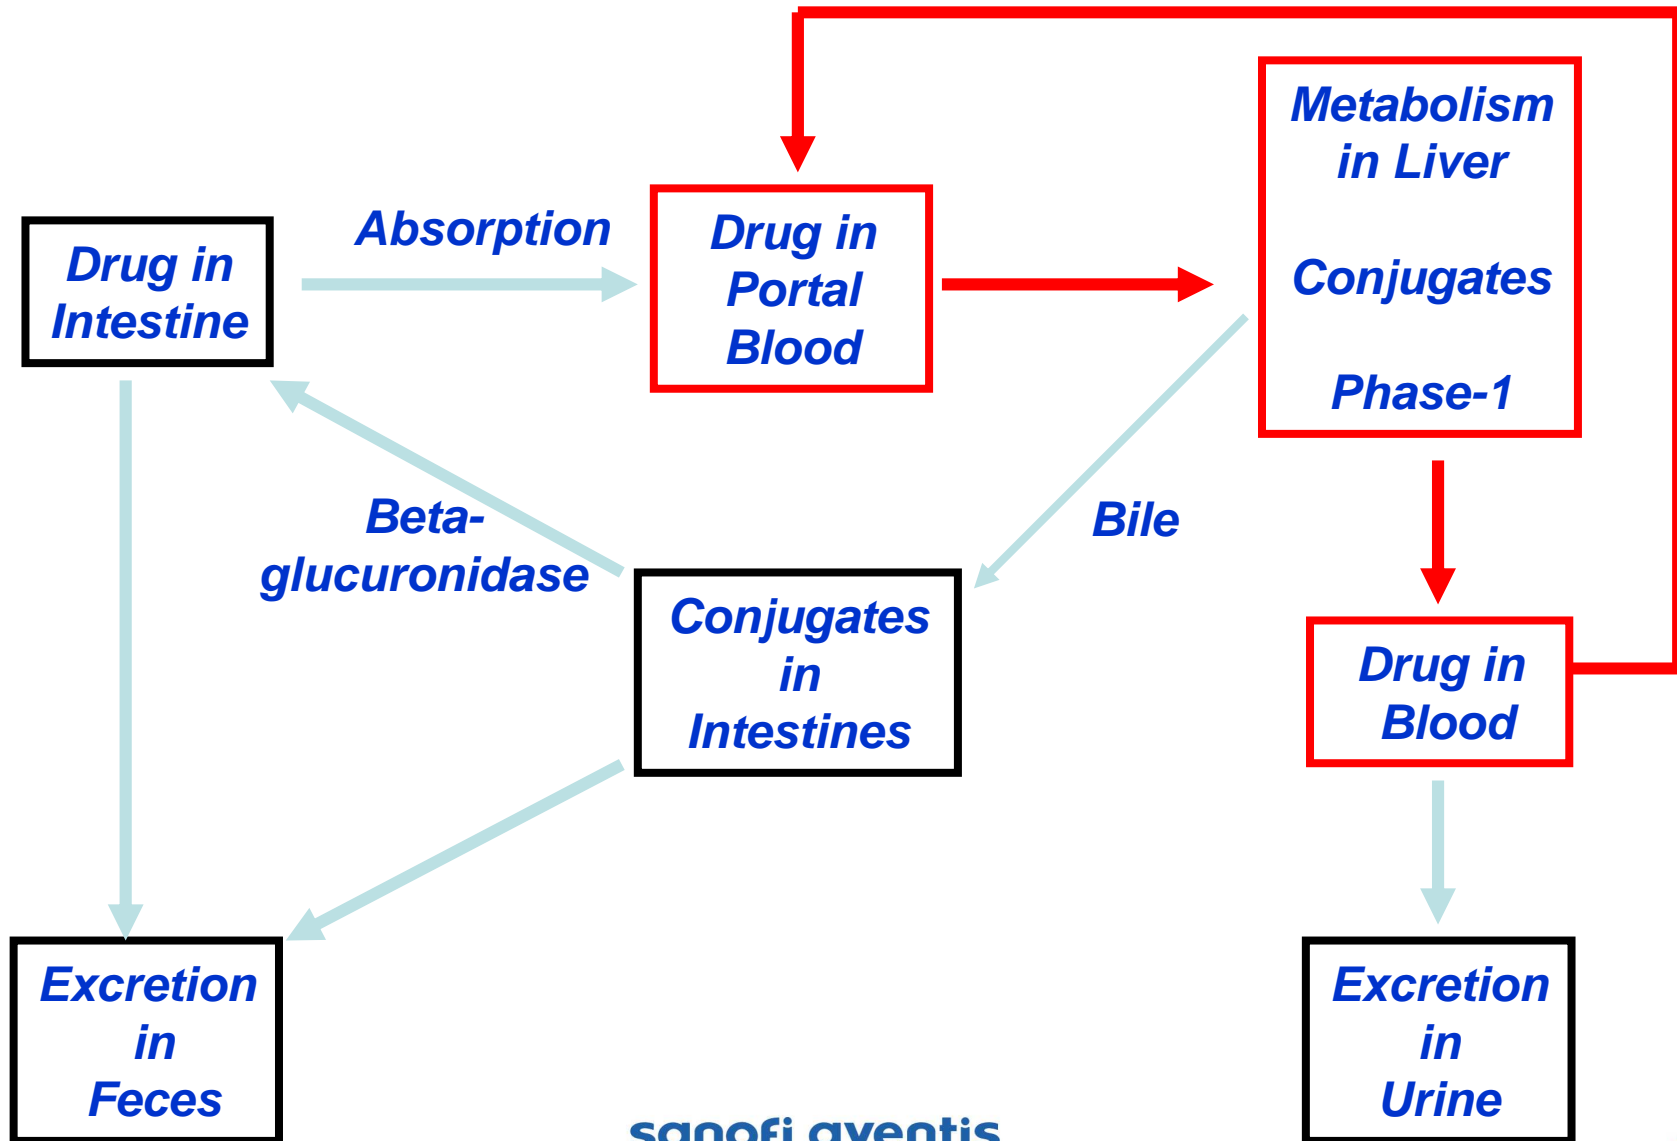 Metabolism
in Liver
Conjugates
Phase-1
Drug in
Intestine
Absorption
Drug in
Portal
Blood
Beta-
glucuronidase
Bile
Conjugates
in
Intestines
Drug in
Blood
Excretion
in
Feces
Excretion
in
Urine
sanofi aventis